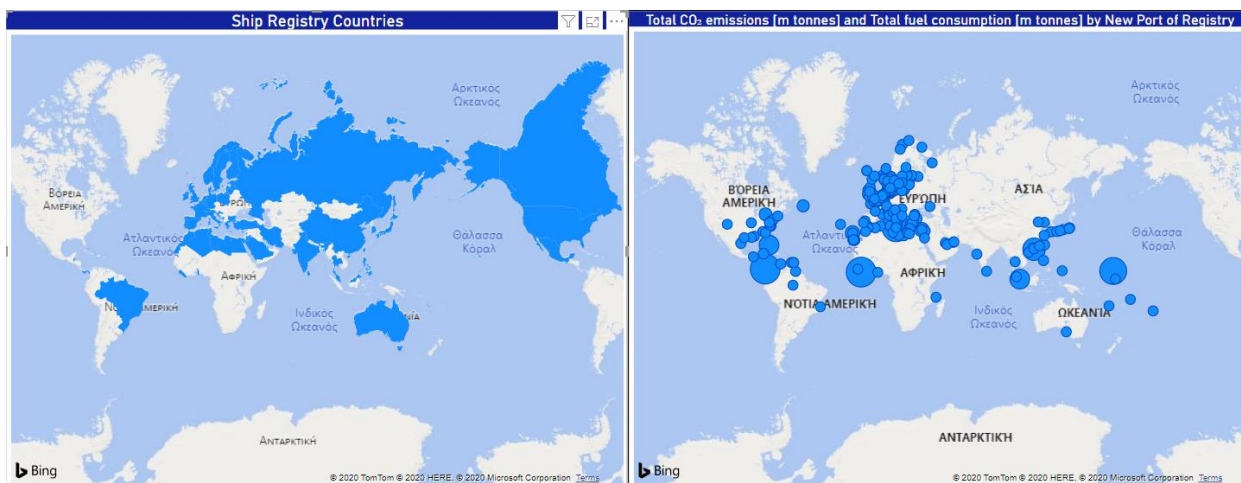 Ship Registry Countries
Αρκτικός
Ωκεανός
ΒΌΡΕΙΑ
ΑΜΕΡΙΚΉ
ΕΥΡΏΠΗ
Ατλαντικός
Ωκεανός
Θάλασσα
Κόραλ
ΑΦΡΙΚΉ
ΝΌΤΙΑ ΑΜΕΡΙΚΉ
Ινδικός
Ωκεανός
ΑΝΤΑΡΚΤΙΚΉ
Bing
© 2020 TomTom © 2020 HERE, © 2020 Microsoft Corporation Terms
Total CO₂ emissions [m tonnes] and Total fuel consumption [m tonnes] by New Port of Registry
Αρκτικός
Ωκεανός
ΒΌΡΕΙΑ
ΑΜΕΡΙΚΉ
ΕΥΡΏΠΗ
ΑΣΊΑ
Ωκεανός
Θάλασσα
Κόραλ
ΑΦΡΙΚΉ
ΝΌΤΙΑ ΑΜΕΡΙΚΉ
Ινδικός
Ωκεανός
ΩΚΕΑΝΊΑ
ΑΝΤΑΡΚΤΙΚΉ
Bing
© 2020 TomTom © 2020 HERE, © 2020 Microsoft Corporation Terms